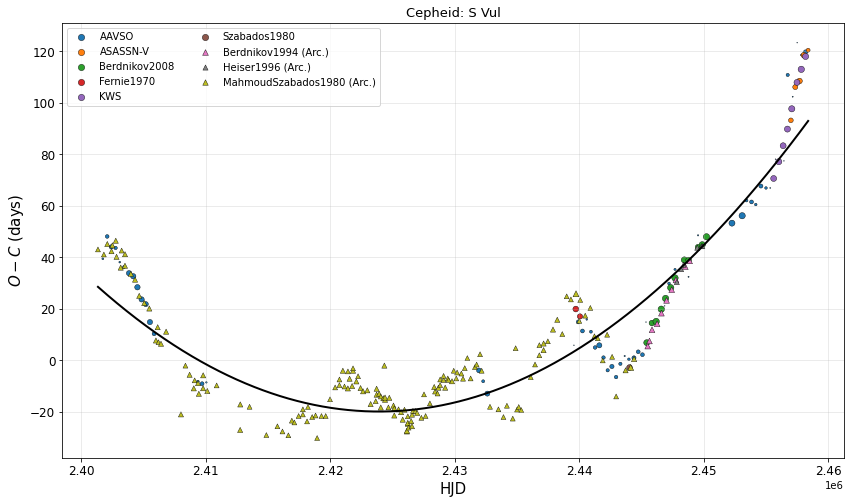 Cepheid: S Vul
AAVSO
ASASSN-V
Berdnikov2008
Fernie1970
KWS
Szabados1980
Berdnikov1994 (Arc.)
Heiser1996 (Arc.)
MahmoudSzabados1980 (Arc.)
O − C (days)
120
100
80
60
40
20
0
−20
2.40
2.41
2.42
2.43
2.44
2.45
2.46
1e6
HJD